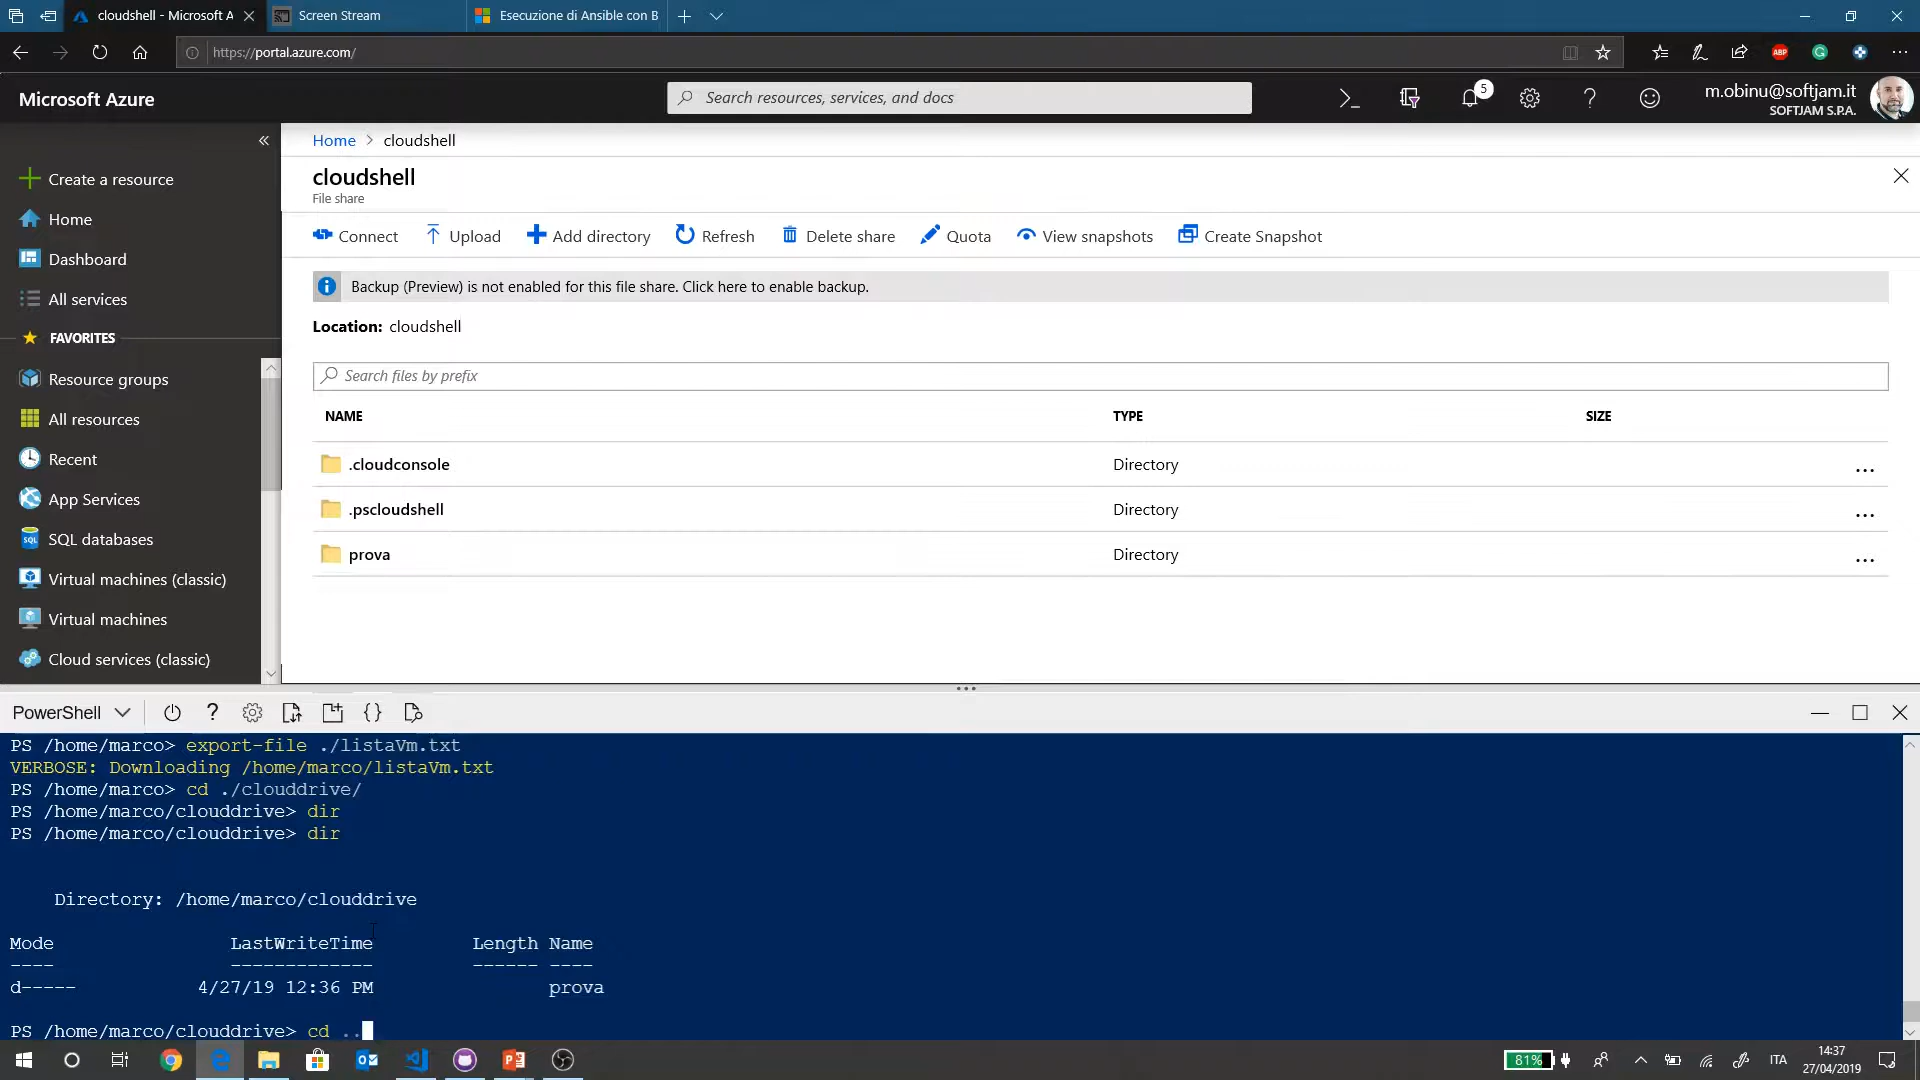 cloudshell - Microsoft A
Screen Stream
Esecuzione di Ansible con B
https://portal.azure.com/
ABP
G
Microsoft Azure
Search resources, services, and docs
5
m.obinu@softjam.it
SOFTJAM S.P.A.
Home > cloudshell
cloudshell
File share
Create a resource
Home
Dashboard
All services
FAVORITES
Resource groups
All resources
Recent
App Services
SQL databases
Virtual machines (classic)
Virtual machines
Cloud services (classic)
Connect
Upload
Add directory
Refresh
Delete share
Quota
View snapshots
Create Snapshot
Backup (Preview) is not enabled for this file share. Click here to enable backup.
Location: cloudshell
Search files by prefix
NAME TYPE SIZE
.cloudconsole Directory ...
.pscloudshell Directory ...
prova Directory ...
PowerShell
PS /home/marco> export-file ./listaVm.txt
VERBOSE: Downloading /home/marco/listaVm.txt
PS /home/marco> cd ./clouddrive/
PS /home/marco/clouddrive> dir
PS /home/marco/clouddrive> dir
Directory: /home/marco/clouddrive
Mode LastWriteTime Length Name
---- ------------- ------ ----
d----- 4/27/19 12:36 PM prova
PS /home/marco/clouddrive> cd ..
81%
ITA
14:37
27/04/2019